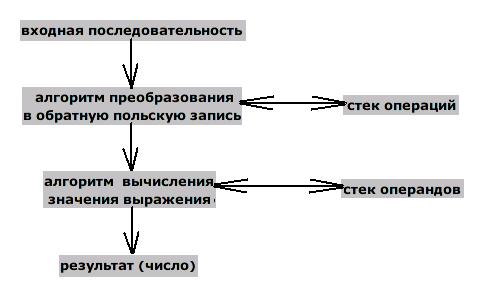 входная последовательность
алгоритм преобразования
в обратную польскую запись
стек операций
алгоритм вычисления
значения выражения
стек операндов
результат (число)